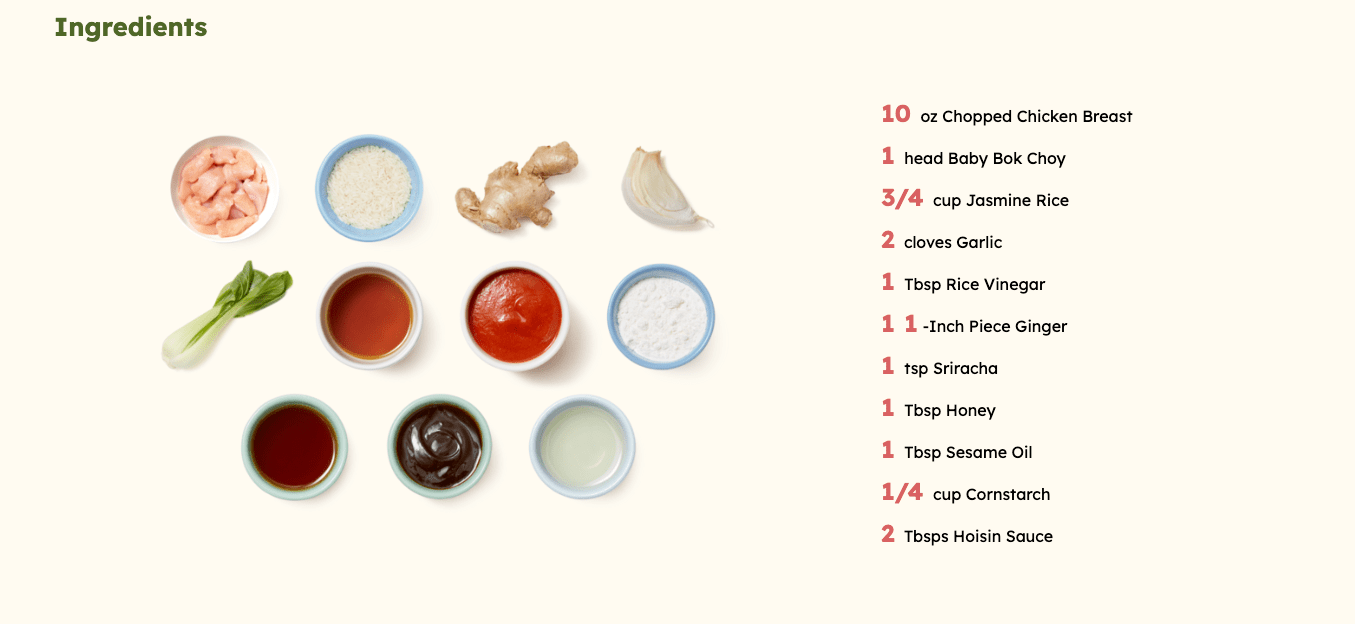 Ingredients
10 oz Chopped Chicken Breast
1 head Baby Bok Choy
3/4 cup Jasmine Rice
2 cloves Garlic
1 Tbsp Rice Vinegar
1 1 -Inch Piece Ginger
1 tsp Sriracha
1 Tbsp Honey
1 Tbsp Sesame Oil
1/4 cup Cornstarch
2 Tbsps Hoisin Sauce